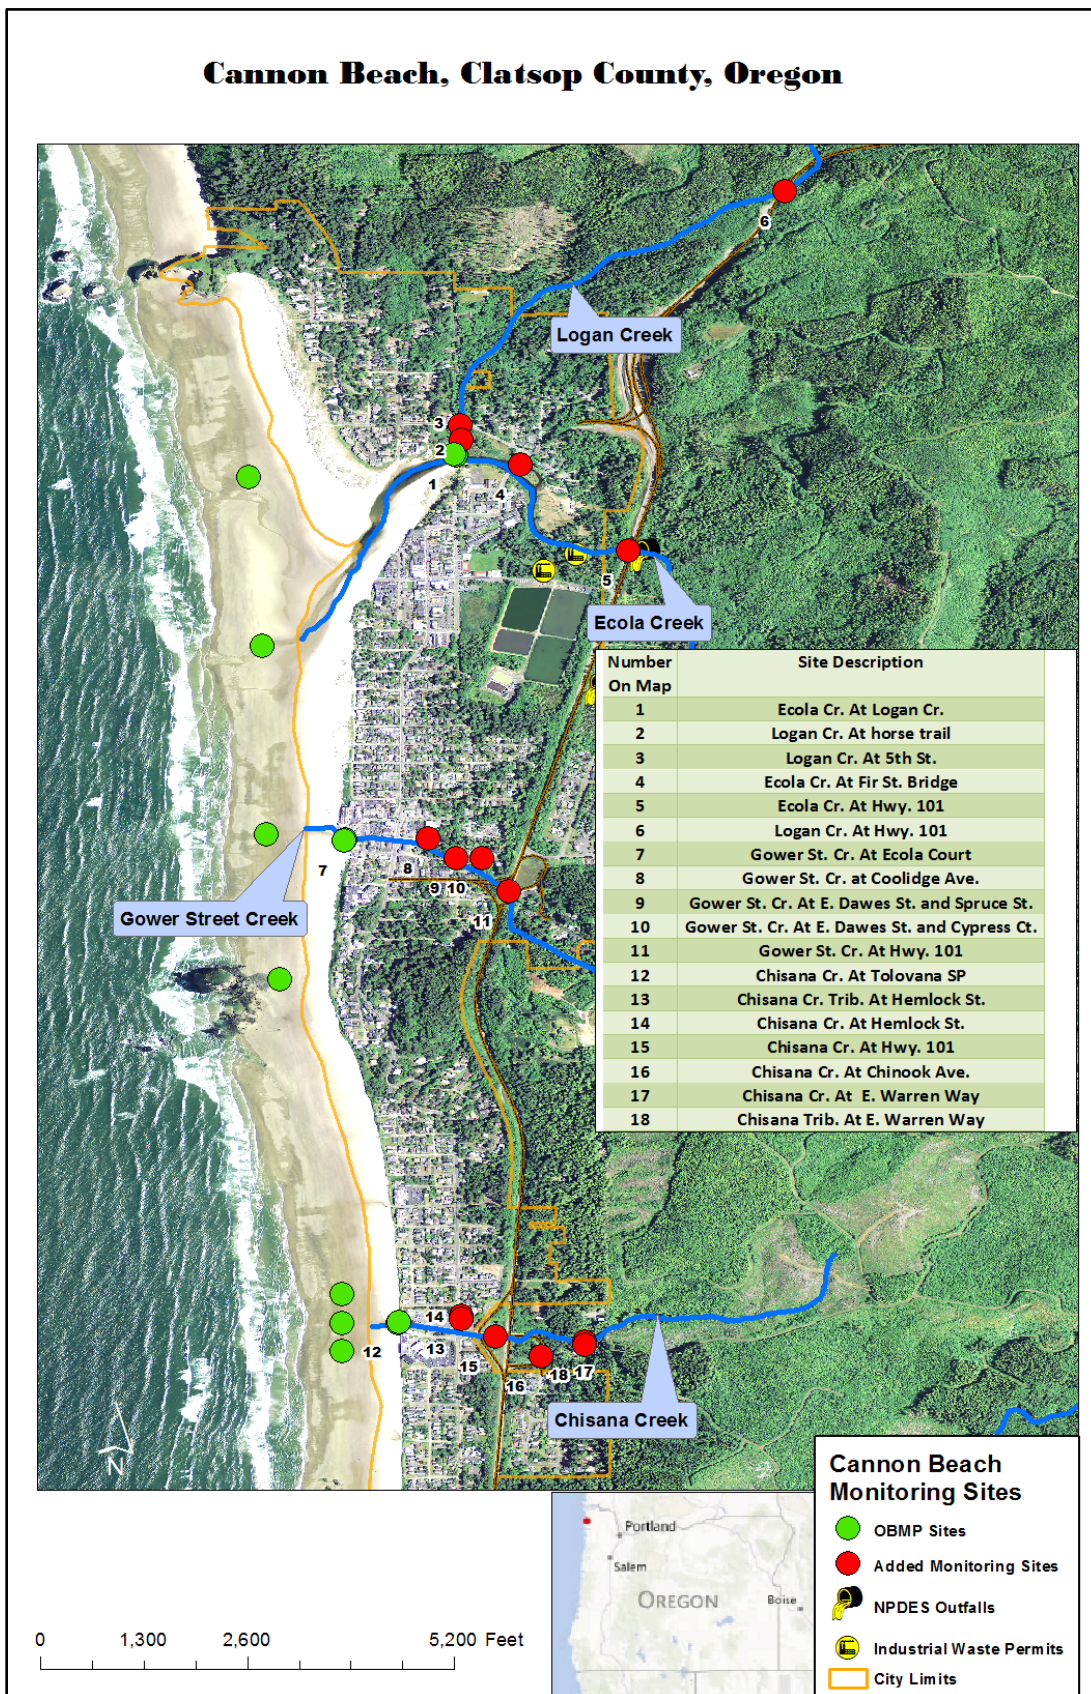 Cannon Beach, Clatsop County, Oregon
6
Logan Creek
3
2
1
4
5
Ecola Creek
Number On Map Site Description
1 Ecola Cr. At Logan Cr.
2 Logan Cr. At horse trail
3 Logan Cr. At 5th St.
4 Ecola Cr. At Fir St. Bridge
5 Ecola Cr. At Hwy. 101
6 Logan Cr. At Hwy. 101
7 Gower St. Cr. At Ecola Court
8 Gower St. Cr. at Coolidge Ave.
9 Gower St. Cr. At E. Dawes St. and Spruce St.
10 Gower St. Cr. At E. Dawes St. and Cypress Ct.
11 Gower St. Cr. At Hwy. 101
12 Chisana Cr. At Tolovana SP
13 Chisana Cr. Trib. At Hemlock St.
14 Chisana Cr. At Hemlock St.
15 Chisana Cr. At Hwy. 101
16 Chisana Cr. At Chinook Ave.
17 Chisana Cr. At E. Warren Way
18 Chisana Trib. At E. Warren Way
7
8
9
10
11
Gower Street Creek
14
13
12
15
16
18
17
Chisana Creek
N
Cannon Beach
Monitoring Sites
OBMP Sites
Added Monitoring Sites
NPDES Outfalls
Industrial Waste Permits
City Limits
Portland
Salem
OREGON
Boise
0 1,300 2,600 5,200 Feet